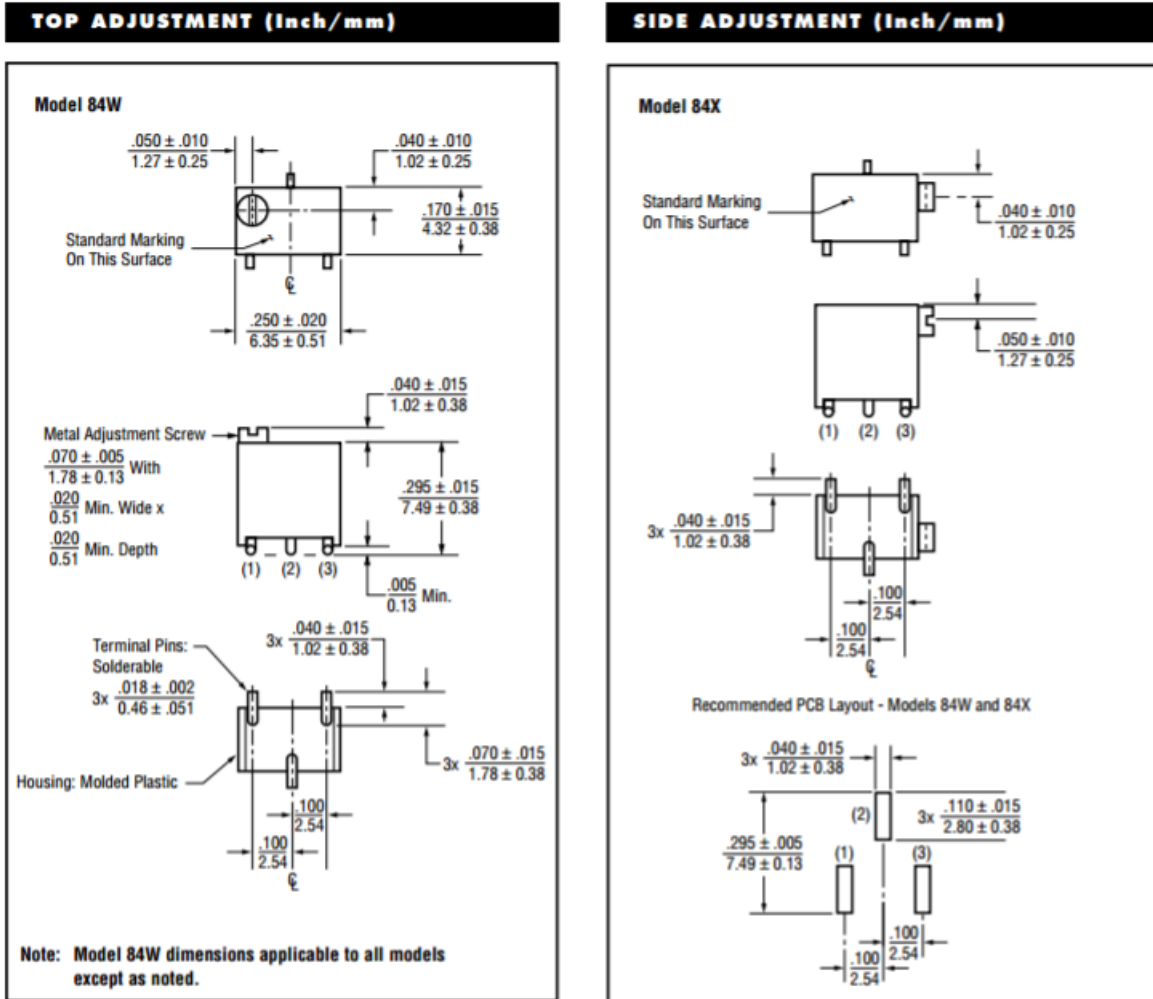 TOP ADJUSTMENT (Inch/mm)
Model 84W
.050 ± .010
1.27 ± 0.25
.040 ± .010
1.02 ± 0.25
.170 ± .015
4.32 ± 0.38
Standard Marking
On This Surface
℄
.250 ± .020
6.35 ± 0.51
.040 ± .015
1.02 ± 0.38
Metal Adjustment Screw
.070 ± .005
1.78 ± 0.13 With
.020
0.51 Min. Wide x
.020
0.51 Min. Depth
.295 ± .015
7.49 ± 0.38
(1) (2) (3)
.005
0.13 Min.
Terminal Pins:
Solderable
3x .018 ± .002
0.46 ± .051
3x .040 ± .015
1.02 ± 0.38
3x .070 ± .015
1.78 ± 0.38
Housing: Molded Plastic
.100
2.54
.100
2.54
℄
Note: Model 84W dimensions applicable to all models
except as noted.
SIDE ADJUSTMENT (Inch/mm)
Model 84X
Standard Marking
On This Surface
.040 ± .010
1.02 ± 0.25
.050 ± .010
1.27 ± 0.25
(1) (2) (3)
3x .040 ± .015
1.02 ± 0.38
.100
2.54
.100
2.54
℄
Recommended PCB Layout - Models 84W and 84X
3x .040 ± .015
1.02 ± 0.38
(2)
3x .110 ± .015
2.80 ± 0.38
.295 ± .005
7.49 ± 0.13
(1) (3)
.100
2.54
.100
2.54